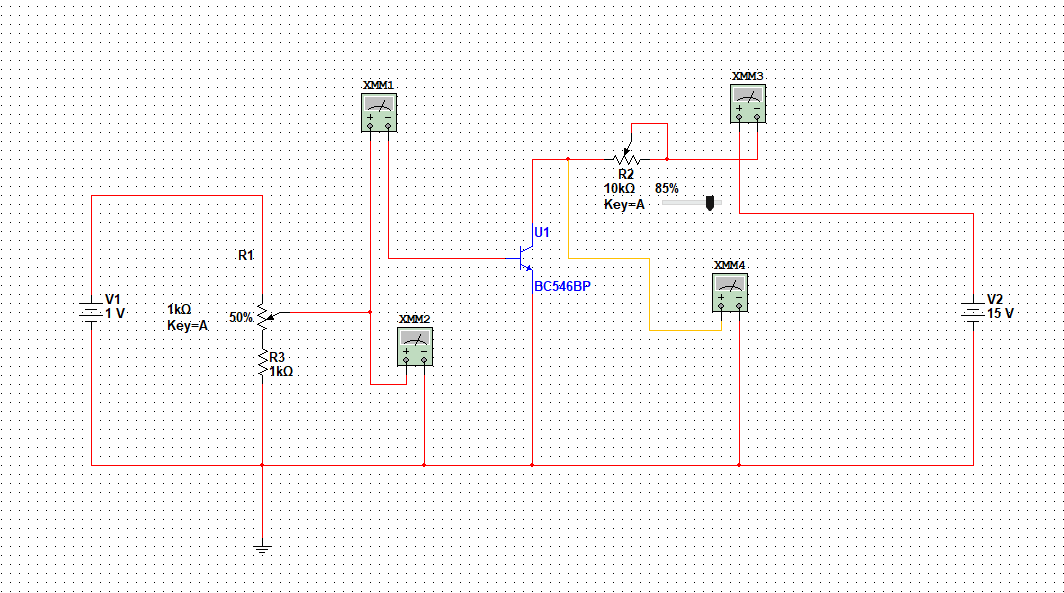 XMM3
XMM1
+ −
+ −
R2
10kΩ 85%
Key=A
U1
R1
XMM4
BC546BP
+ −
V1
1 V
1kΩ
Key=A
50%
V2
15 V
XMM2
+ −
R3
1kΩ